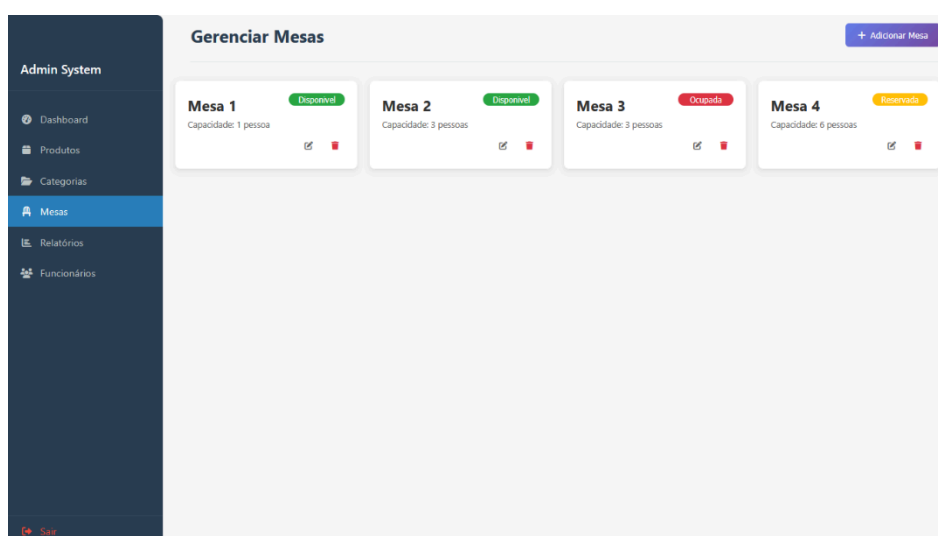 Admin System
Dashboard
Produtos
Categorias
Mesas
Relatórios
Funcionários
Sair
Gerenciar Mesas
+ Adicionar Mesa
Mesa 1
Disponível
Capacidade: 1 pessoa
Mesa 2
Disponível
Capacidade: 3 pessoas
Mesa 3
Ocupada
Capacidade: 3 pessoas
Mesa 4
Reservada
Capacidade: 6 pessoas